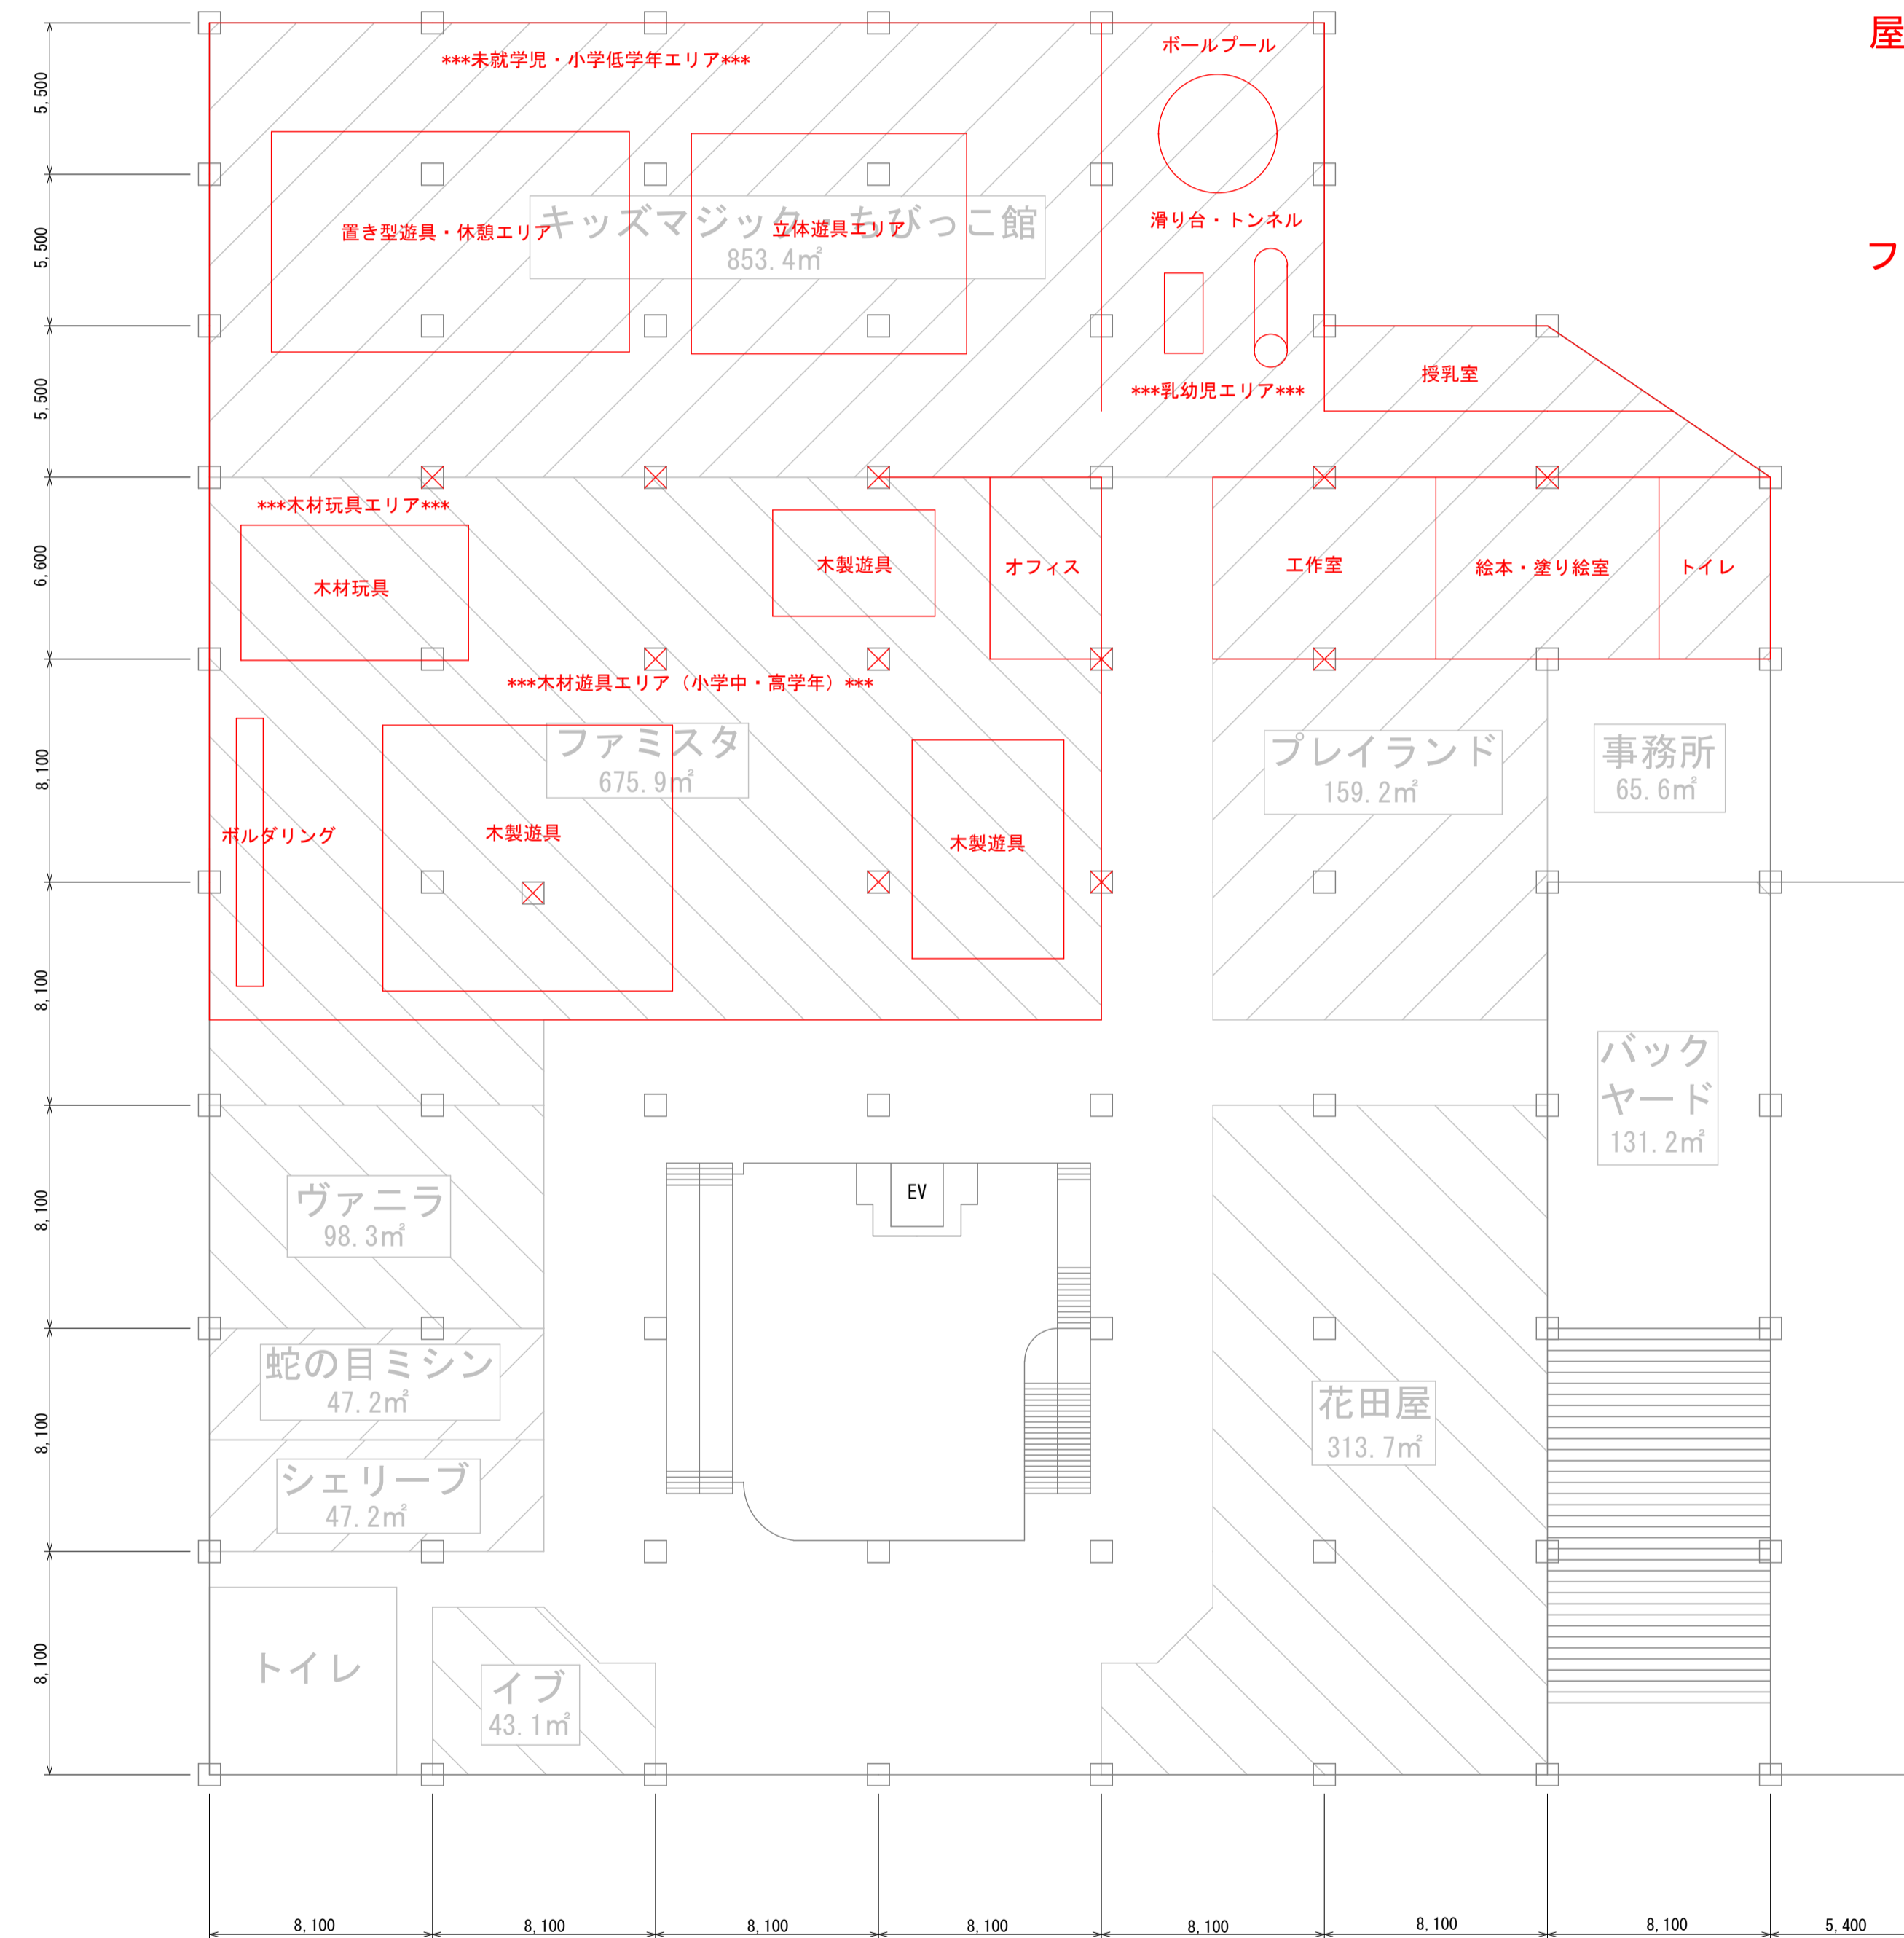 屋
***未就学児・小学低学年エリア***
ボールプール
5,500
フ
置き型遊具・休憩エリア
キッズマジック・ちびっこ館
853.4㎡
立体遊具エリア
滑り台・トンネル
5,500
***乳幼児エリア***
授乳室
5,500
***木材玩具エリア***
木材玩具
木製遊具
オフィス
工作室
絵本・塗り絵室
トイレ
6,600
***木材遊具エリア（小学中・高学年）***
ファミスタ
675.9㎡
プレイランド
159.2㎡
事務所
65.6㎡
8,100
ボルダリング
木製遊具
木製遊具
8,100
バック
ヤード
131.2㎡
ヴァニラ
98.3㎡
EV
8,100
蛇の目ミシン
47.2㎡
花田屋
313.7㎡
8,100
シェリーブ
47.2㎡
トイレ
イブ
43.1㎡
8,100
8,100
8,100
8,100
8,100
8,100
8,100
8,100
5,400